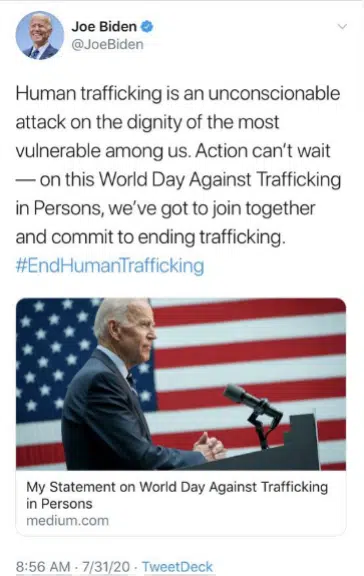 Joe Biden
@JoeBiden
Human trafficking is an unconscionable
attack on the dignity of the most
vulnerable among us. Action can’t wait
— on this World Day Against Trafficking
in Persons, we’ve got to join together
and commit to ending trafficking.
#EndHumanTrafficking
My Statement on World Day Against Trafficking
in Persons
medium.com
8:56 AM · 7/31/20 · TweetDeck